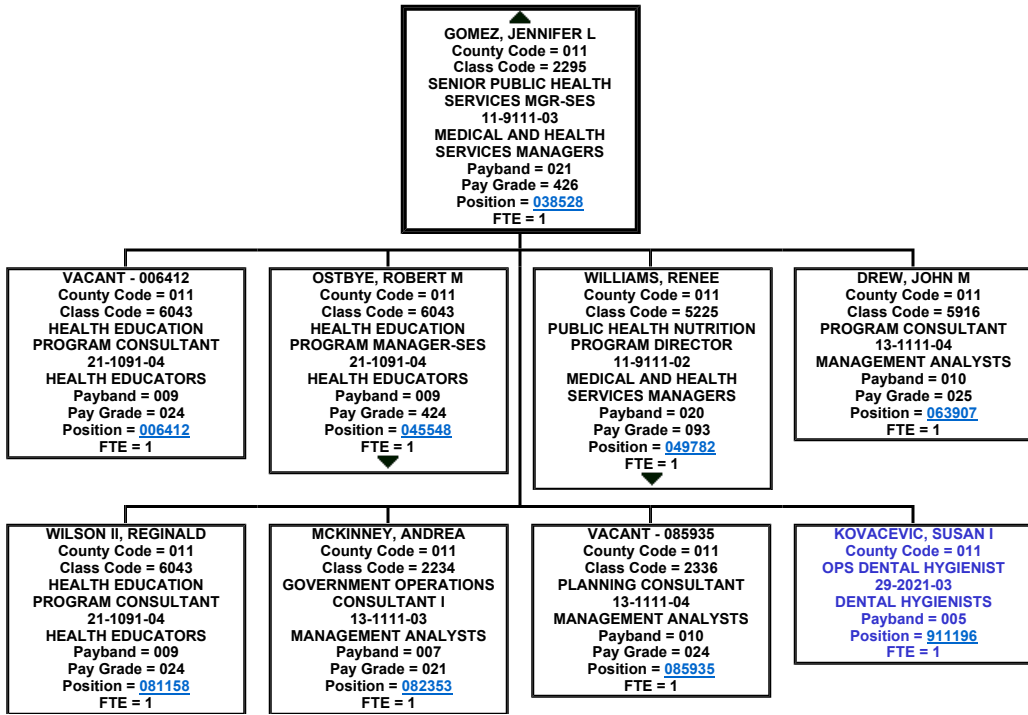 GOMEZ, JENNIFER L
County Code = 011
Class Code = 2295
SENIOR PUBLIC HEALTH
SERVICES MGR-SES
11-9111-03
MEDICAL AND HEALTH
SERVICES MANAGERS
Payband = 021
Pay Grade = 426
Position = 038528
FTE = 1
VACANT - 006412
County Code = 011
Class Code = 6043
HEALTH EDUCATION
PROGRAM CONSULTANT
21-1091-04
HEALTH EDUCATORS
Payband = 009
Pay Grade = 024
Position = 006412
FTE = 1
OSTBYE, ROBERT M
County Code = 011
Class Code = 6043
HEALTH EDUCATION
PROGRAM MANAGER-SES
21-1091-04
HEALTH EDUCATORS
Payband = 009
Pay Grade = 424
Position = 045548
FTE = 1
WILLIAMS, RENEE
County Code = 011
Class Code = 5225
PUBLIC HEALTH NUTRITION
PROGRAM DIRECTOR
11-9111-02
MEDICAL AND HEALTH
SERVICES MANAGERS
Payband = 020
Pay Grade = 093
Position = 049782
FTE = 1
DREW, JOHN M
County Code = 011
Class Code = 5916
PROGRAM CONSULTANT
13-1111-04
MANAGEMENT ANALYSTS
Payband = 010
Pay Grade = 025
Position = 063907
FTE = 1
WILSON II, REGINALD
County Code = 011
Class Code = 6043
HEALTH EDUCATION
PROGRAM CONSULTANT
21-1091-04
HEALTH EDUCATORS
Payband = 009
Pay Grade = 024
Position = 081158
FTE = 1
MCKINNEY, ANDREA
County Code = 011
Class Code = 2234
GOVERNMENT OPERATIONS
CONSULTANT I
13-1111-03
MANAGEMENT ANALYSTS
Payband = 007
Pay Grade = 021
Position = 082353
FTE = 1
VACANT - 085935
County Code = 011
Class Code = 2336
PLANNING CONSULTANT
13-1111-04
MANAGEMENT ANALYSTS
Payband = 010
Pay Grade = 024
Position = 085935
FTE = 1
KOVACEVIC, SUSAN I
County Code = 011
OPS DENTAL HYGIENIST
29-2021-03
DENTAL HYGIENISTS
Payband = 005
Position = 911196
FTE = 1